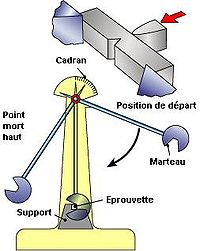 Cadran
Position de départ
Point
mort
haut
Marteau
Eprouvette
Support